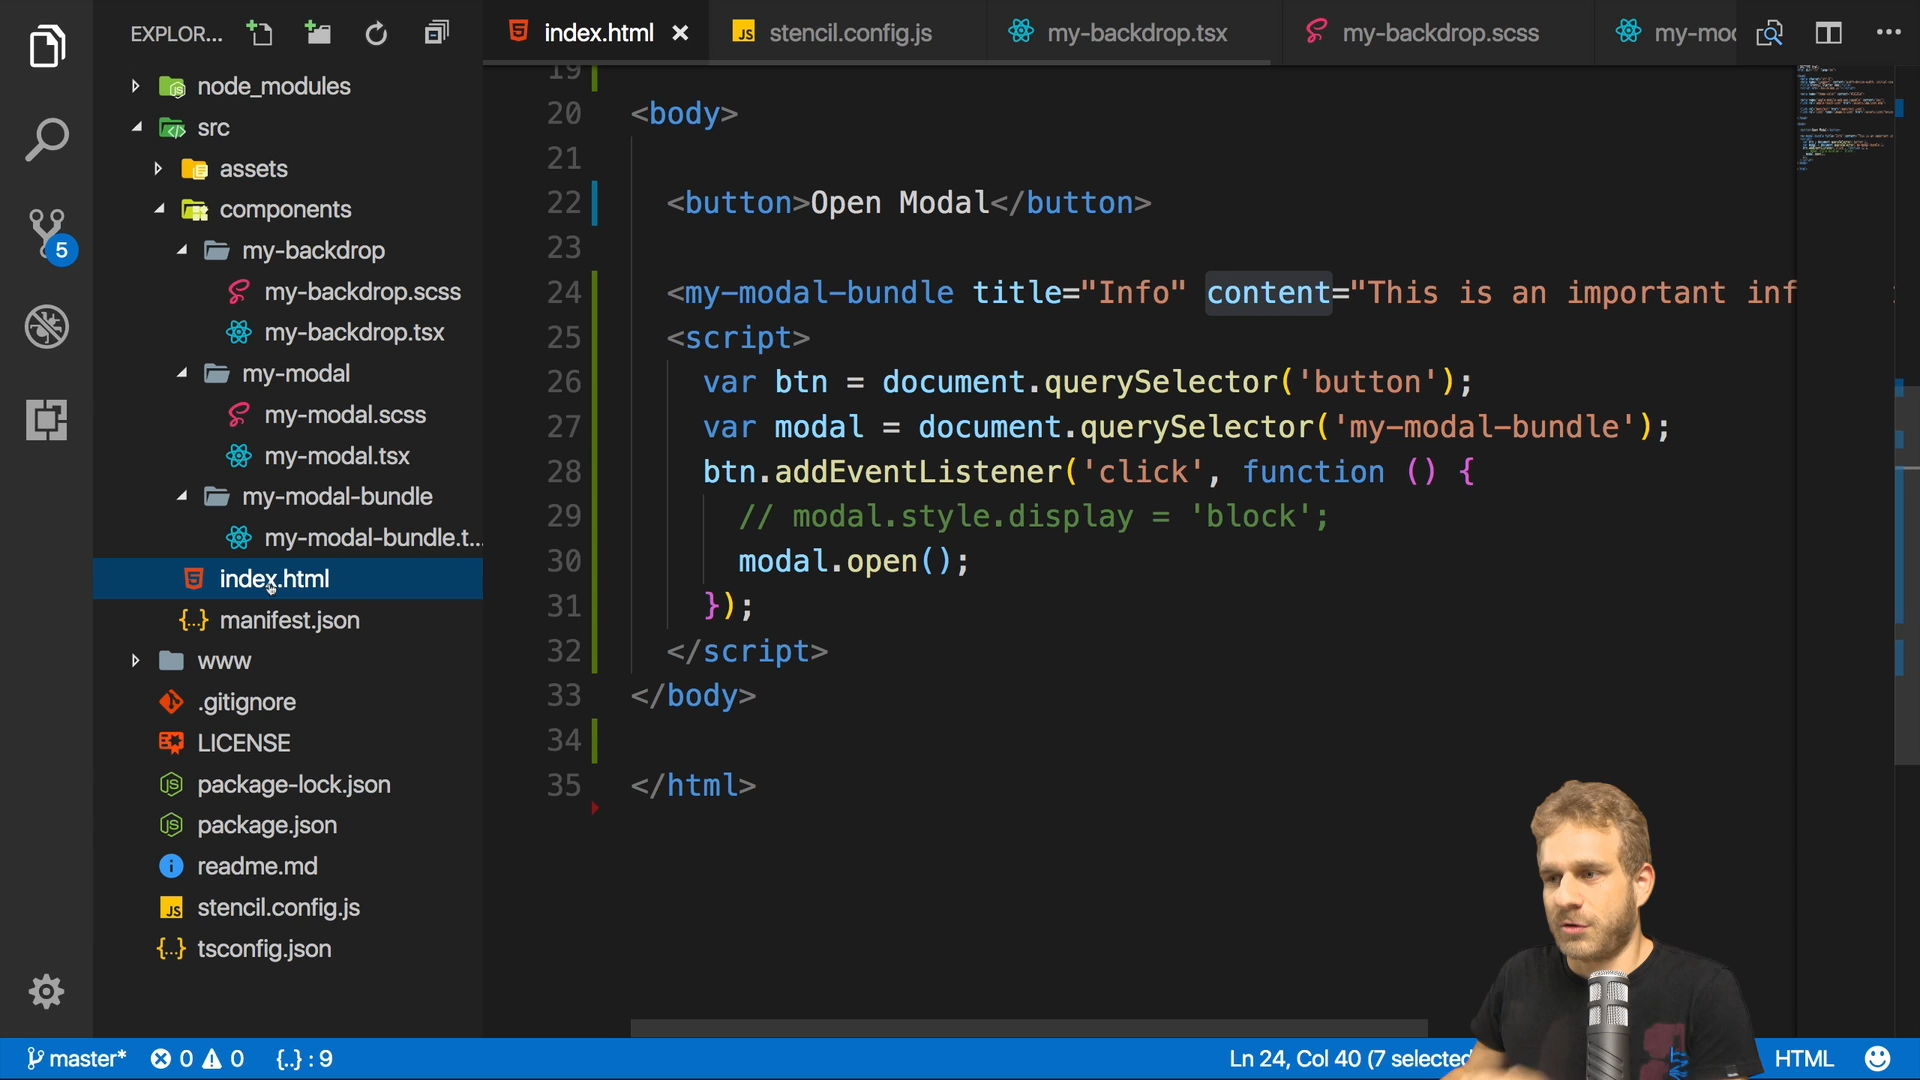 EXPLOR...
index.html
stencil.config.js
my-backdrop.tsx
my-backdrop.scss
my-moc
node_modules
src
assets
components
my-backdrop
my-backdrop.scss
my-backdrop.tsx
my-modal
my-modal.scss
my-modal.tsx
my-modal-bundle
my-modal-bundle.t...
index.html
manifest.json
www
.gitignore
LICENSE
package-lock.json
package.json
readme.md
stencil.config.js
tsconfig.json
5
19
20 <body>
21
22 <button>Open Modal</button>
23
24 <my-modal-bundle title="Info" content="This is an important inf
25 <script>
26 var btn = document.querySelector('button');
27 var modal = document.querySelector('my-modal-bundle');
28 btn.addEventListener('click', function () {
29 // modal.style.display = 'block';
30 modal.open();
31 });
32 </script>
33 </body>
34
35 </html>
master* 0 0 {..} : 9
Ln 24, Col 40 (7 selected HTML